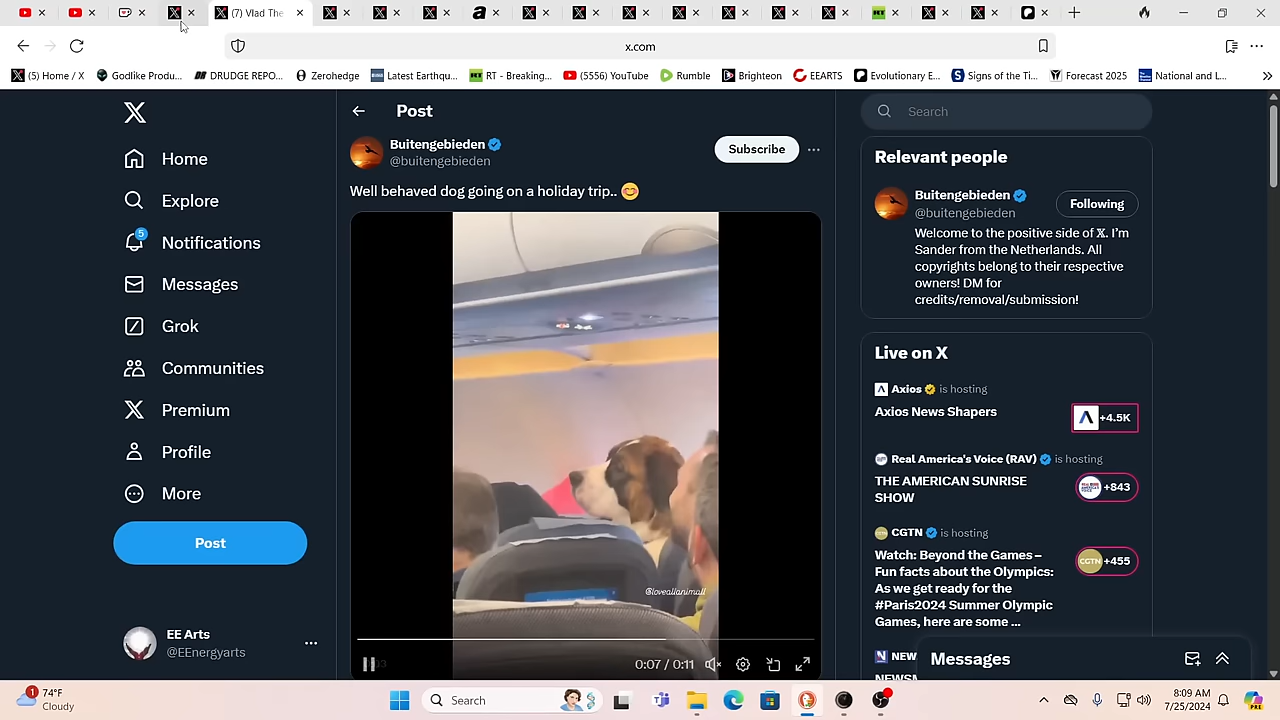 (7) Vlad The
x.com
(5) Home / X
Godlike Produ...
DRUDGE REPO...
Zerohedge
Latest Earthqu...
RT - Breaking...
(5556) YouTube
Rumble
Brighteon
EEARTS
Evolutionary E...
Signs of the Ti...
Forecast 2025
National and L...
Home
Explore
5
Notifications
Messages
Grok
Communities
Premium
Profile
More
Post
EE Arts
@EEnergyarts
Post
Buitengebieden
@buitengebieden
Subscribe
Well behaved dog going on a holiday trip.. 😊
@loveallanimall
0:07 / 0:11
Search
Relevant people
Buitengebieden
@buitengebieden
Following
Welcome to the positive side of 𝕏. I'm
Sander from the Netherlands. All
copyrights belong to their respective
owners! DM for
credits/removal/submission!
Live on X
Axios is hosting
Axios News Shapers
+4.5K
Real America's Voice (RAV) is hosting
THE AMERICAN SUNRISE
SHOW
+843
CGTN is hosting
Watch: Beyond the Games –
Fun facts about the Olympics:
As we get ready for the
#Paris2024 Summer Olympic
Games, here are some ...
CGTN +455
NEW
Messages
1
74°F
Cloudy
Search
8:09 AM
7/25/2024
PRE